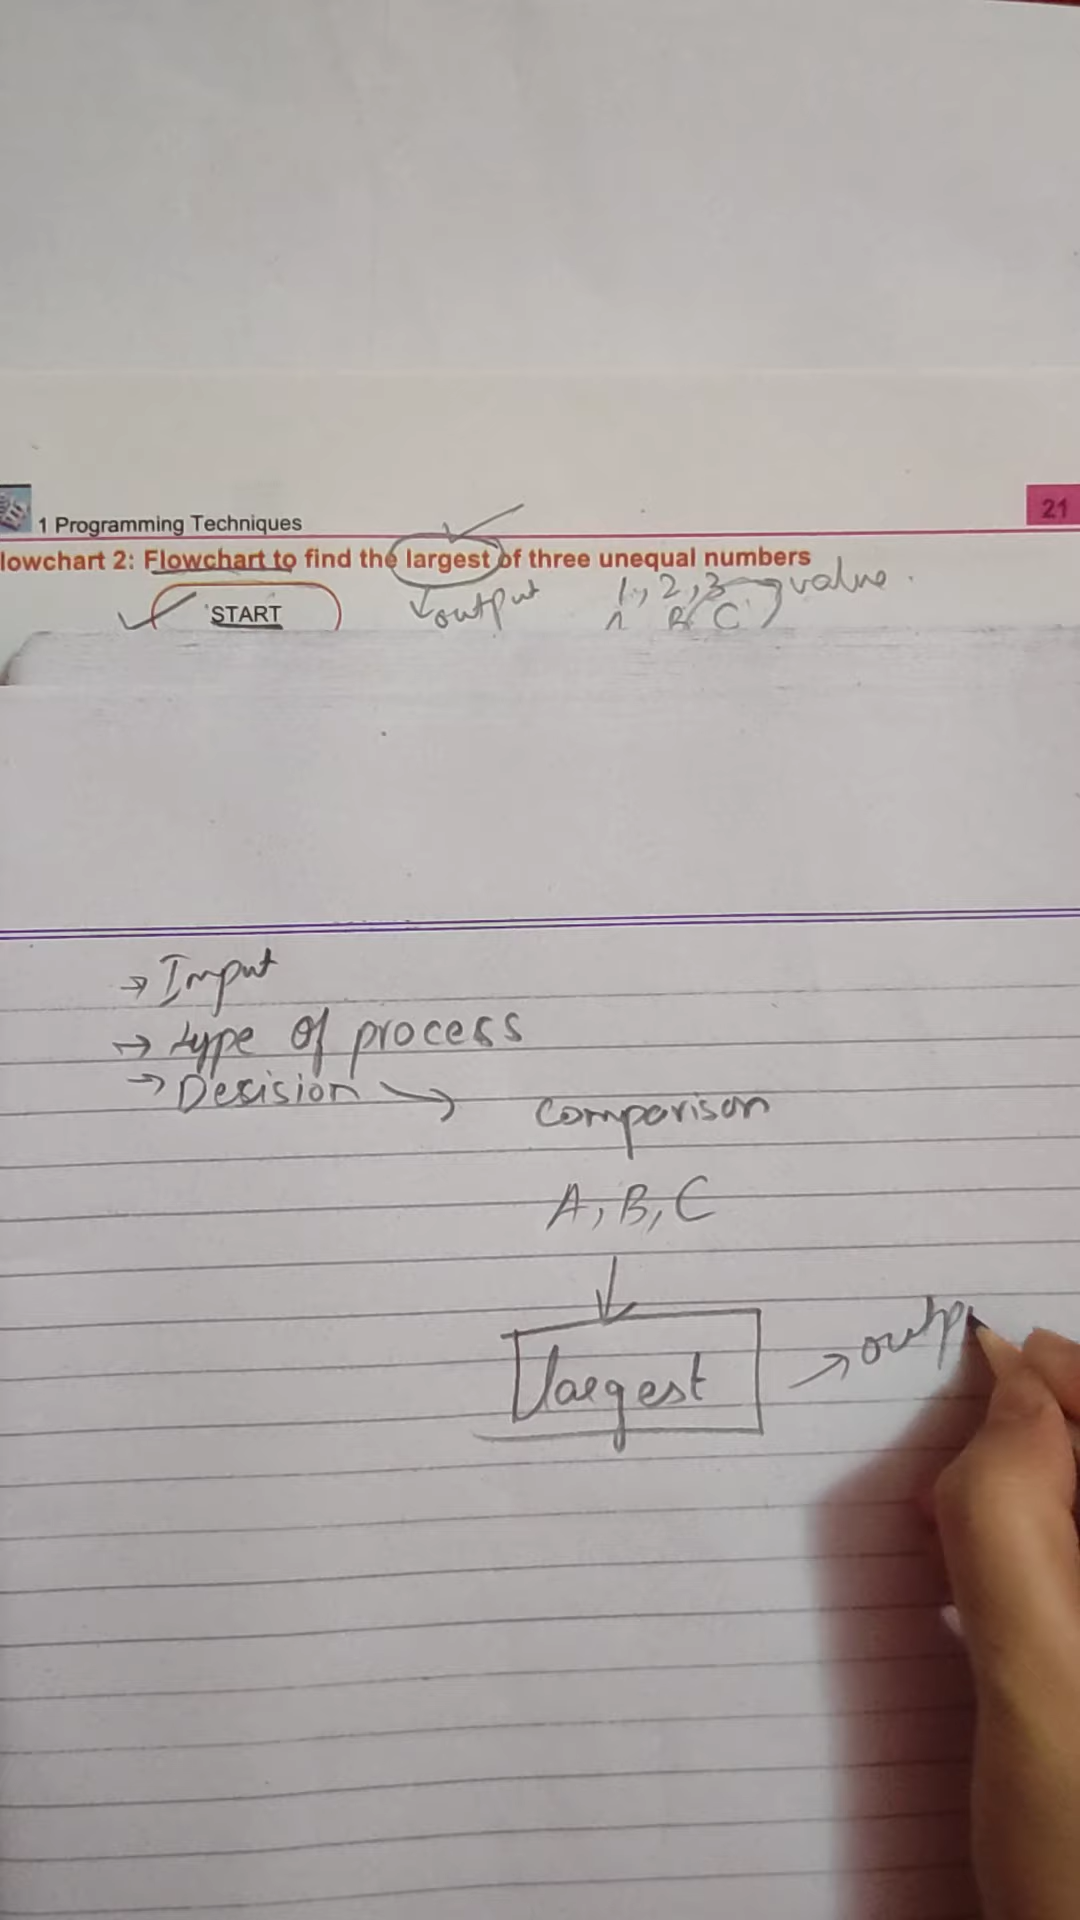 1 Programming Techniques
21
lowchart 2: Flowchart to find the largest of three unequal numbers
START
output
1, 2, 3
value.
A B C
→ Input
→ type of process
→ Desision →
comparison
A, B, C
largest
→ outp